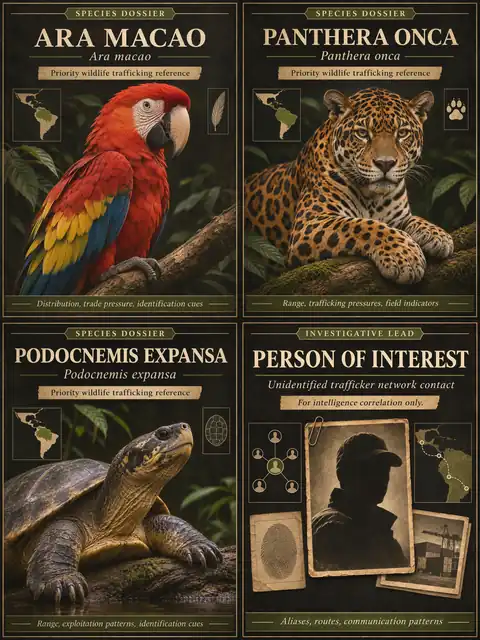 SPECIES DOSSIER
ARA MACAO
Ara macao
Priority wildlife trafficking reference
Distribution, trade pressure, identification cues
SPECIES DOSSIER
PANTHERA ONCA
Panthera onca
Priority wildlife trafficking reference
Range, trafficking pressures, field indicators
SPECIES DOSSIER
PODOCNEMIS EXPANSA
Podocnemis expansa
Priority wildlife trafficking reference
Range, exploitation patterns, identification cues
INVESTIGATIVE LEAD
PERSON OF INTEREST
Unidentified trafficker network contact
For intelligence correlation only.
Aliases, routes, communication patterns